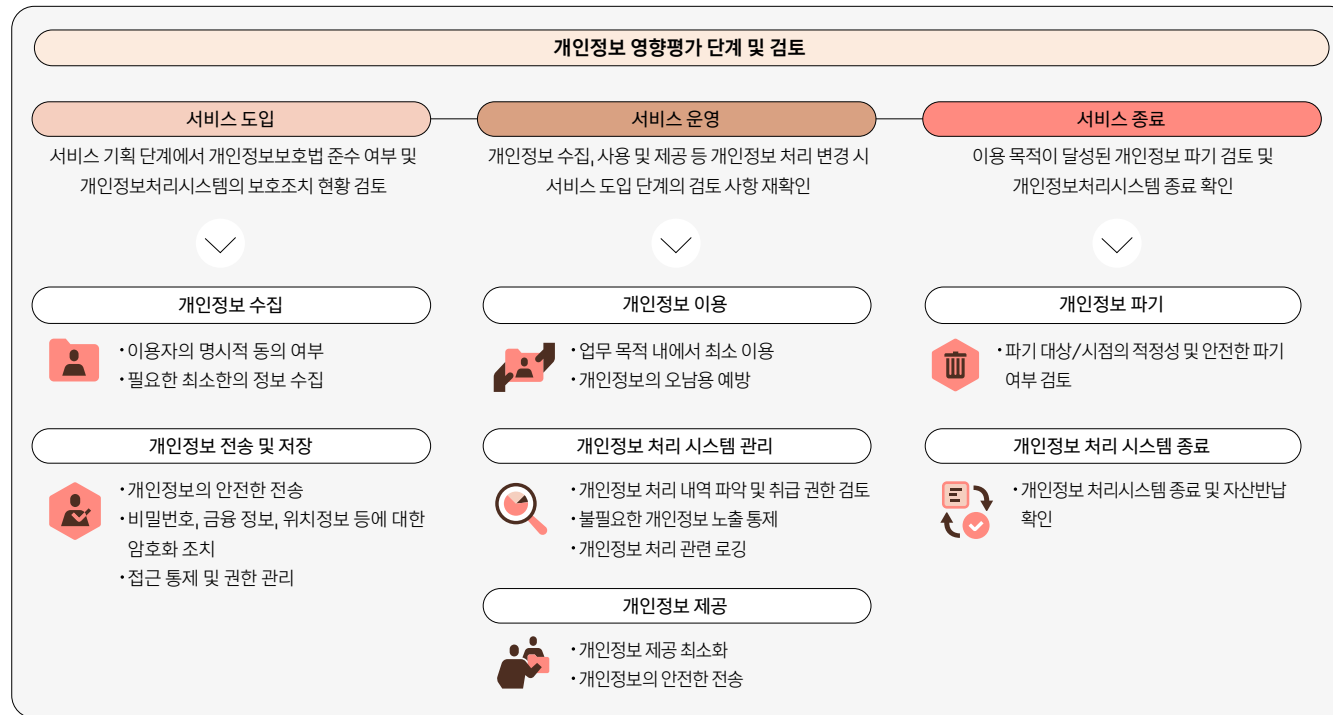 개인정보 영향평가 단계 및 검토
서비스 도입
서비스 기획 단계에서 개인정보보호법 준수 여부 및
개인정보처리시스템의 보호조치 현황 검토
개인정보 수집
・이용자의 명시적 동의 여부
・필요한 최소한의 정보 수집
개인정보 전송 및 저장
・개인정보의 안전한 전송
・비밀번호, 금융 정보, 위치정보 등에 대한
암호화 조치
・접근 통제 및 권한 관리
서비스 운영
개인정보 수집, 사용 및 제공 등 개인정보 처리 변경 시
서비스 도입 단계의 검토 사항 재확인
개인정보 이용
・업무 목적 내에서 최소 이용
・개인정보의 오남용 예방
개인정보 처리 시스템 관리
・개인정보 처리 내역 파악 및 취급 권한 검토
・불필요한 개인정보 노출 통제
・개인정보 처리 관련 로깅
개인정보 제공
・개인정보 제공 최소화
・개인정보의 안전한 전송
서비스 종료
이용 목적이 달성된 개인정보 파기 검토 및
개인정보처리시스템 종료 확인
개인정보 파기
・파기 대상/시점의 적정성 및 안전한 파기
여부 검토
개인정보 처리 시스템 종료
・개인정보 처리시스템 종료 및 자산반납
확인